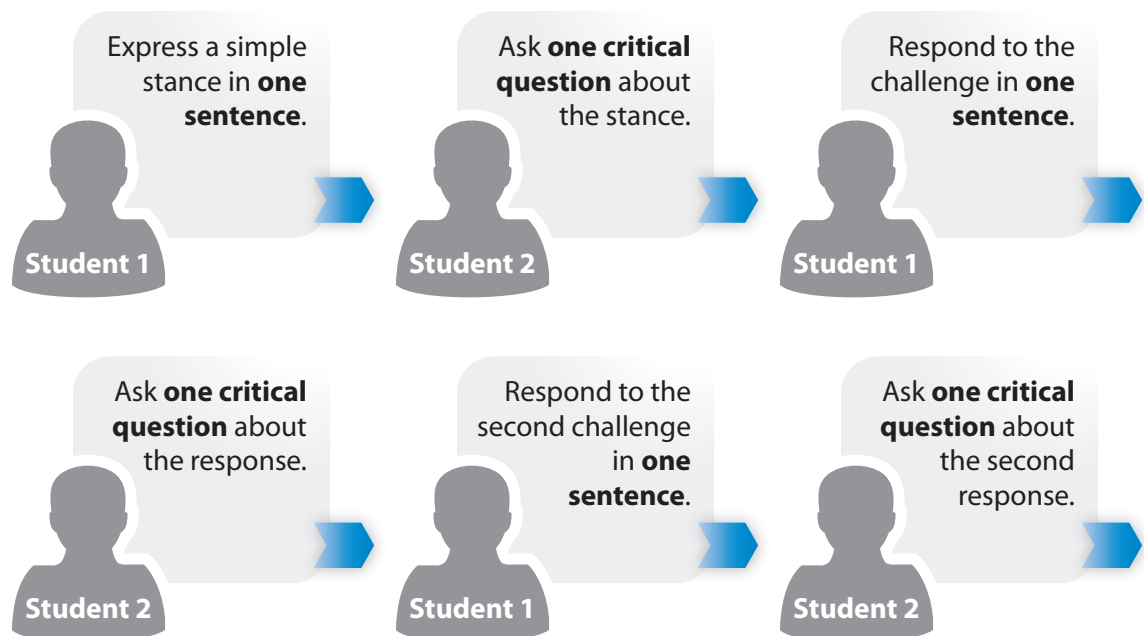 Express a simple
stance in one
sentence.
Student 1
Ask one critical
question about
the stance.
Student 2
Respond to the
challenge in one
sentence.
Student 1
Ask one critical
question about
the response.
Student 2
Respond to the
second challenge
in one
sentence.
Student 1
Ask one critical
question about
the second
response.
Student 2